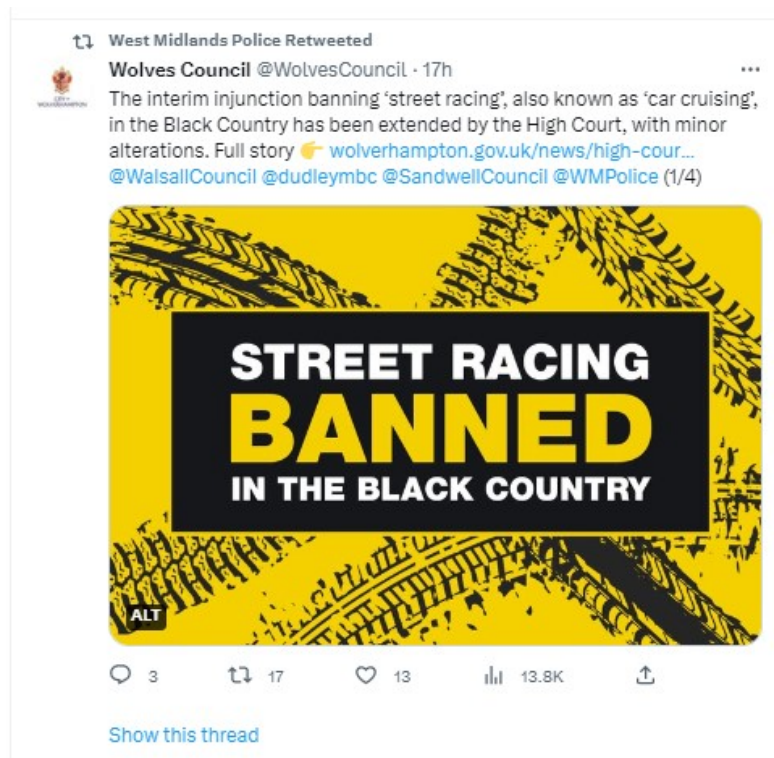 West Midlands Police Retweeted
Wolves Council @WolvesCouncil · 17h
The interim injunction banning ‘street racing’, also known as ‘car cruising’,
in the Black Country has been extended by the High Court, with minor
alterations. Full story 👉 wolverhampton.gov.uk/news/high-cour...
@WalsallCouncil @dudleymbc @SandwellCouncil @WMPolice (1/4)
STREET RACING
BANNED
IN THE BLACK COUNTRY
ALT
3 17 13 13.8K
Show this thread